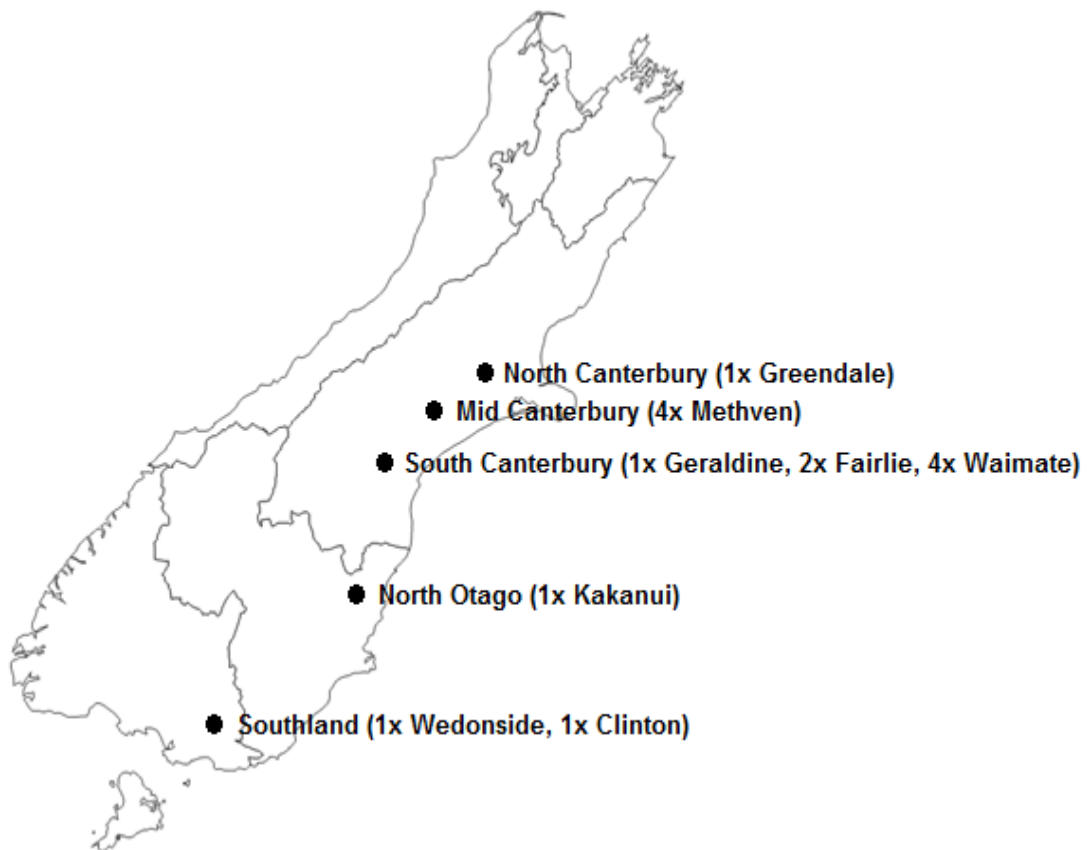 North Canterbury (1x Greendale)
Mid Canterbury (4x Methven)
South Canterbury (1x Geraldine, 2x Fairlie, 4x Waimate)
North Otago (1x Kakanui)
Southland (1x Wedonside, 1x Clinton)